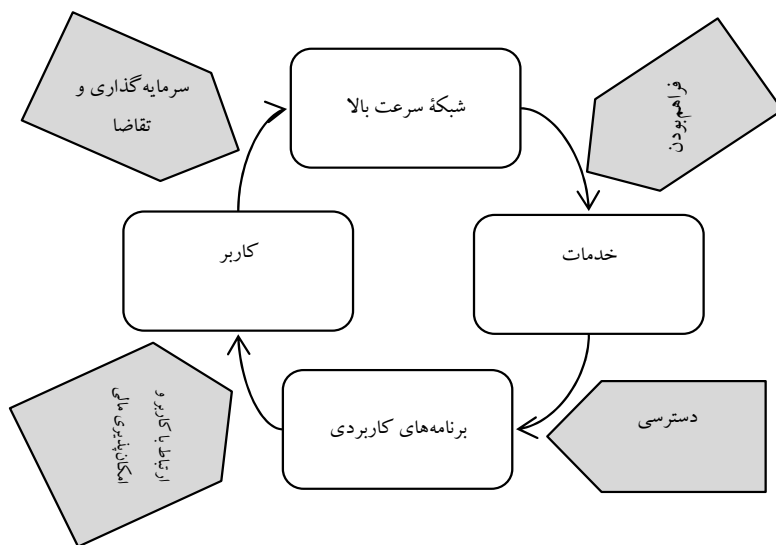 سرمایه‌گذاری و
تقاضا
شبکهٔ سرعت بالا
فراهم‌بودن
کاربر
خدمات
ارتباط با کاربر و
امکان‌پذیری مالی
برنامه‌های کاربردی
دسترسی